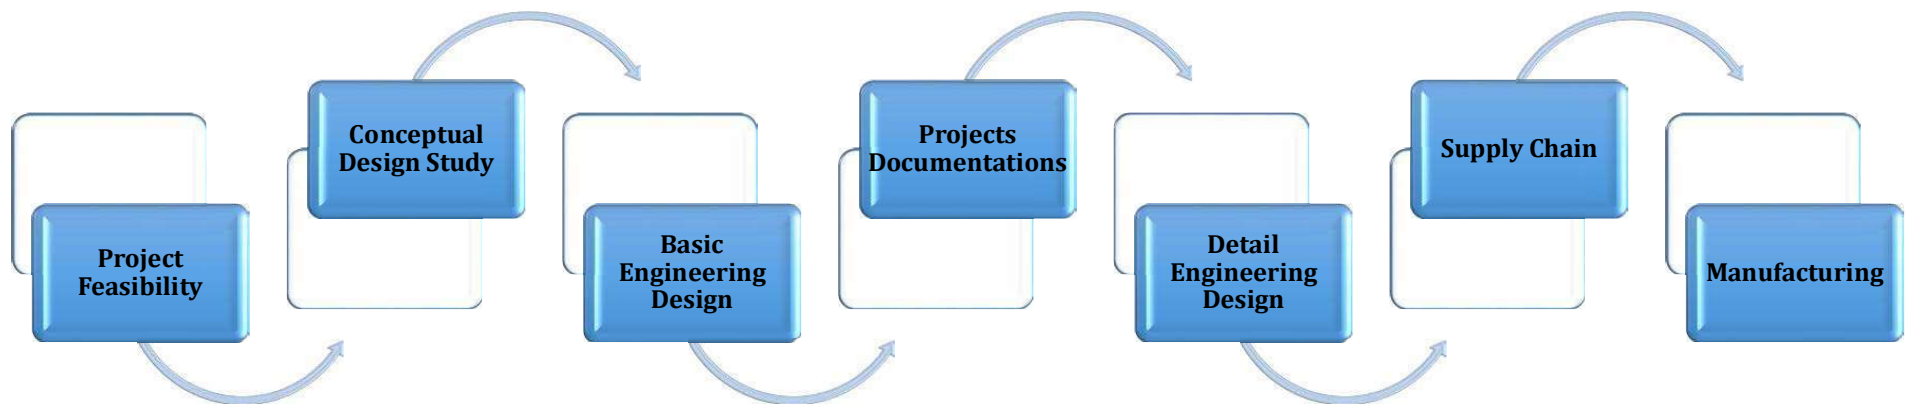 Project
Feasibility
Conceptual
Design Study
Basic
Engineering
Design
Projects
Documentations
Detail
Engineering
Design
Supply Chain
Manufacturing